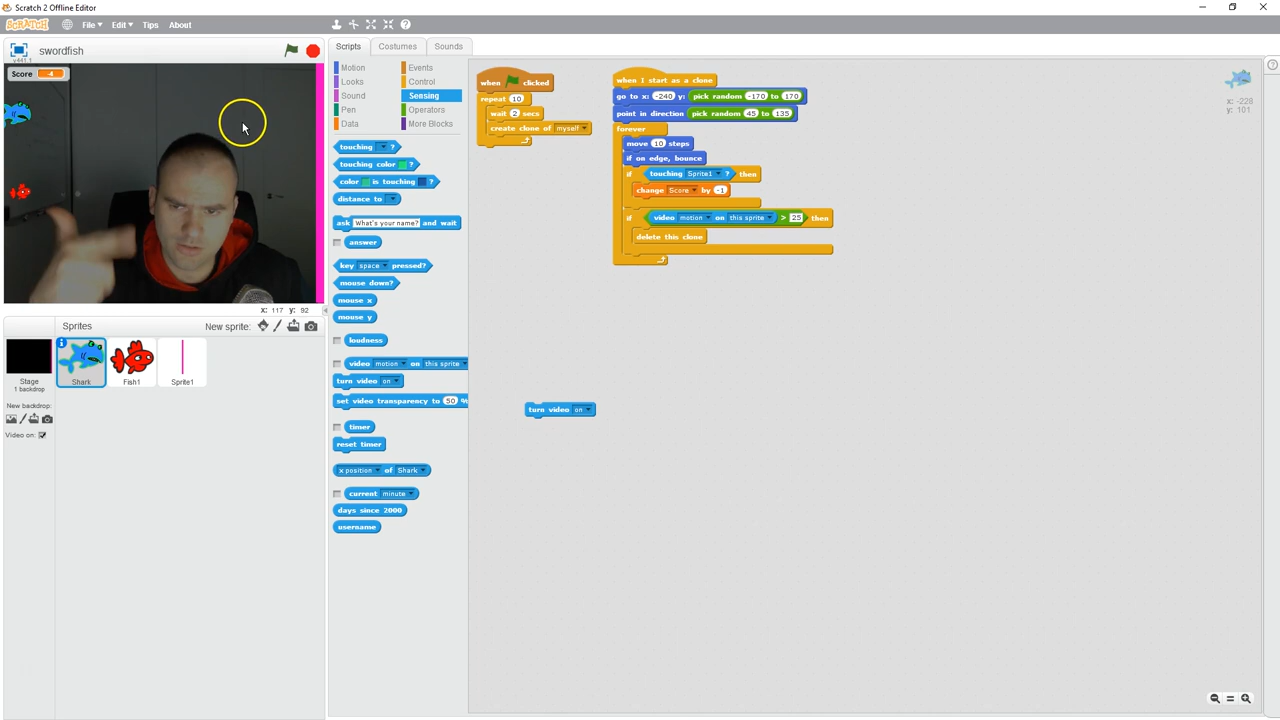 Scratch 2 Offline Editor
SCRATCH File Edit Tips About
swordfish
v441.1
Score -4
x: 117 y: 92
Sprites New sprite:
Stage
1 backdrop
Shark
Fish1
Sprite1
New backdrop:
Video on:
Scripts Costumes Sounds
Motion Events
Looks Control
Sound Sensing
Pen Operators
Data More Blocks
touching ?
touching color ?
color is touching ?
distance to
ask What's your name? and wait
answer
key space pressed?
mouse down?
mouse x
mouse y
loudness
video motion on this sprite
turn video on
set video transparency to 50 %
timer
reset timer
x position of Shark
current minute
days since 2000
username
when clicked
repeat 10
wait 2 secs
create clone of myself
turn video on
when I start as a clone
go to x: -240 y: pick random -170 to 170
point in direction pick random 45 to 135
forever
move 10 steps
if on edge, bounce
if touching Sprite1 ? then
change Score by -1
if video motion on this sprite > 25 then
delete this clone
x: -228
y: 101